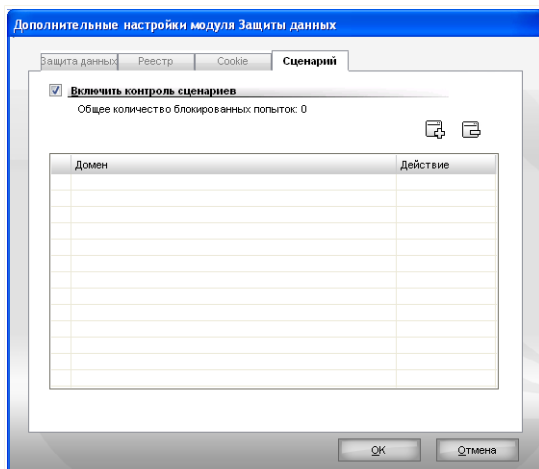 Дополнительные настройки модуля Защиты данных
Защита данных Реестр Cookie Сценарий
Включить контроль сценариев
Общее количество блокированных попыток: 0
Домен Действие
OK Отмена